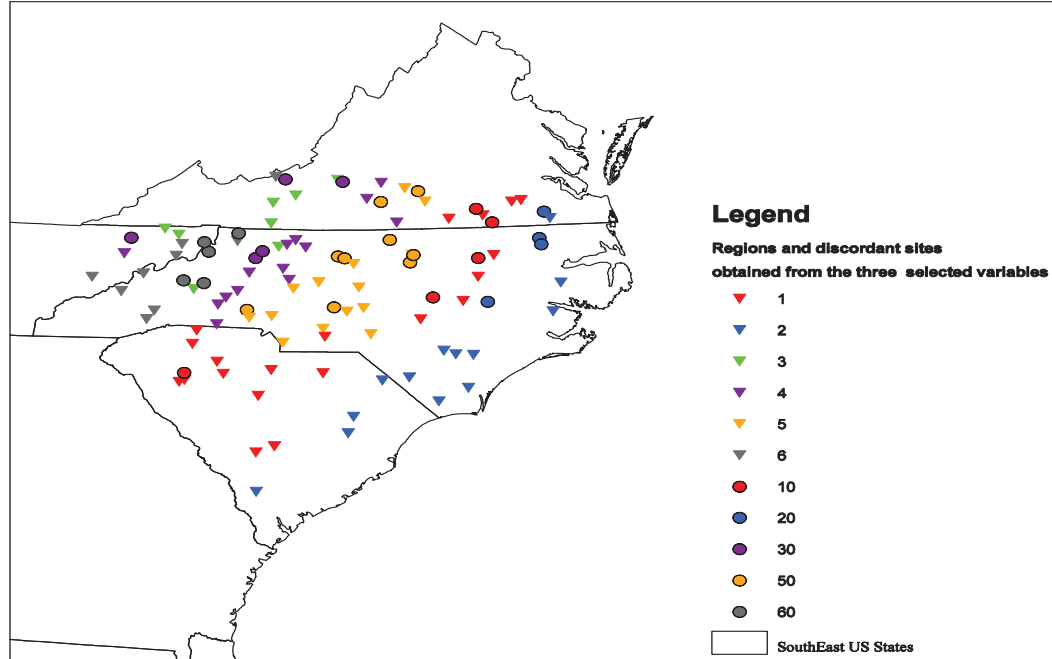 Legend
Regions and discordant sites
obtained from the three selected variables
1
2
3
4
5
6
10
20
30
50
60
SouthEast US States